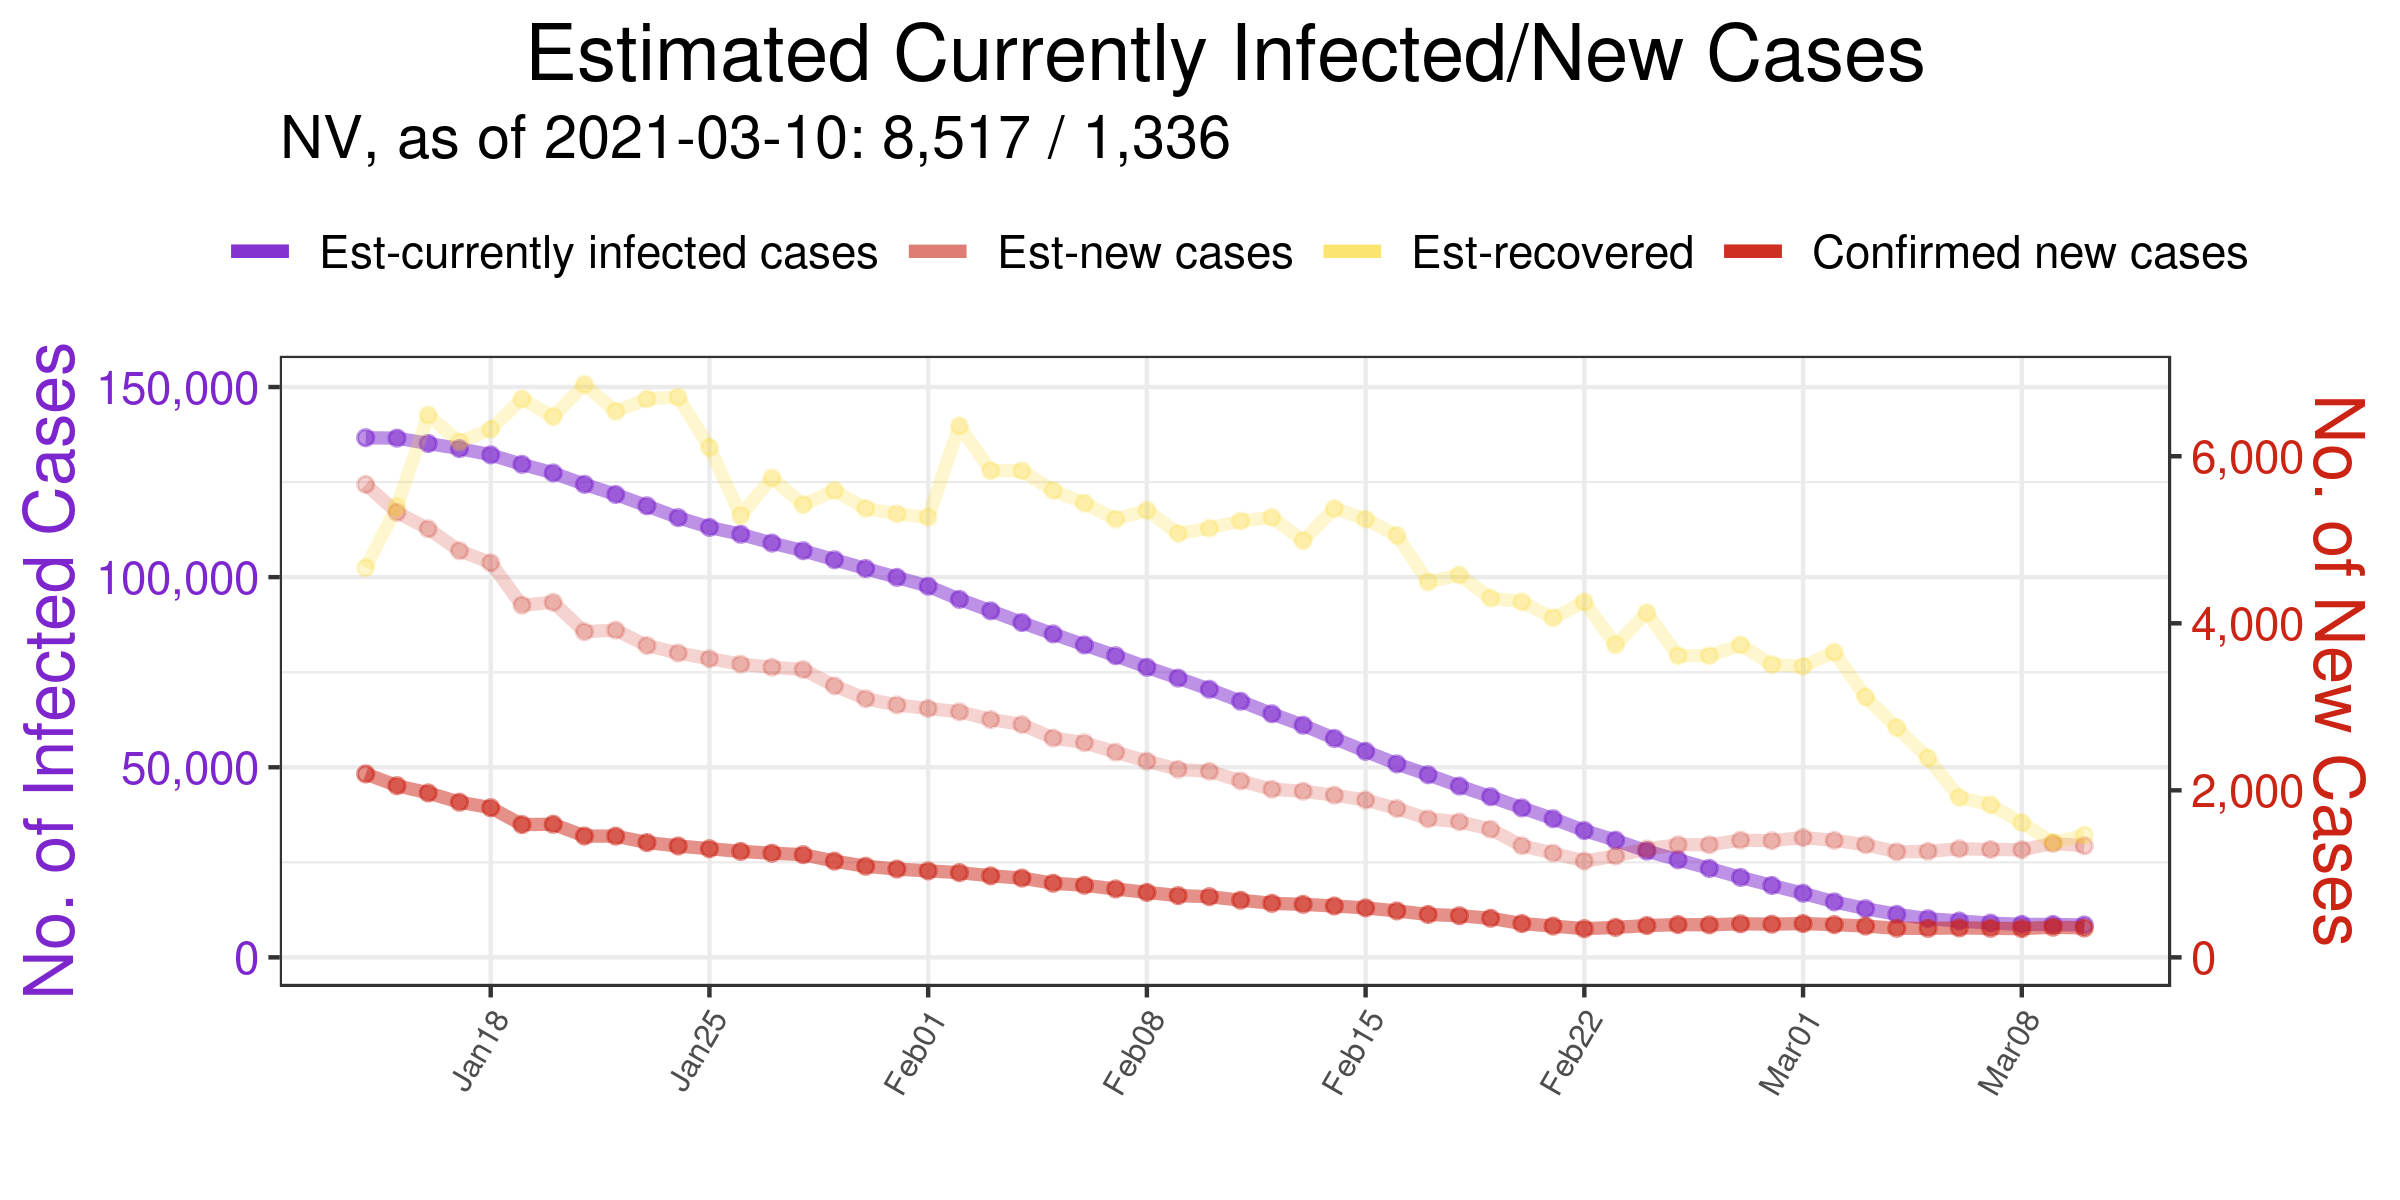 Estimated Currently Infected/New Cases
NV, as of 2021-03-10: 8,517 / 1,336
Est-currently infected cases Est-new cases Est-recovered Confirmed new cases
No. of Infected Cases
150,000
100,000
50,000
0
6,000
4,000
2,000
0
No. of New Cases
Jan18 Jan25 Feb01 Feb08 Feb15 Feb22 Mar01 Mar08